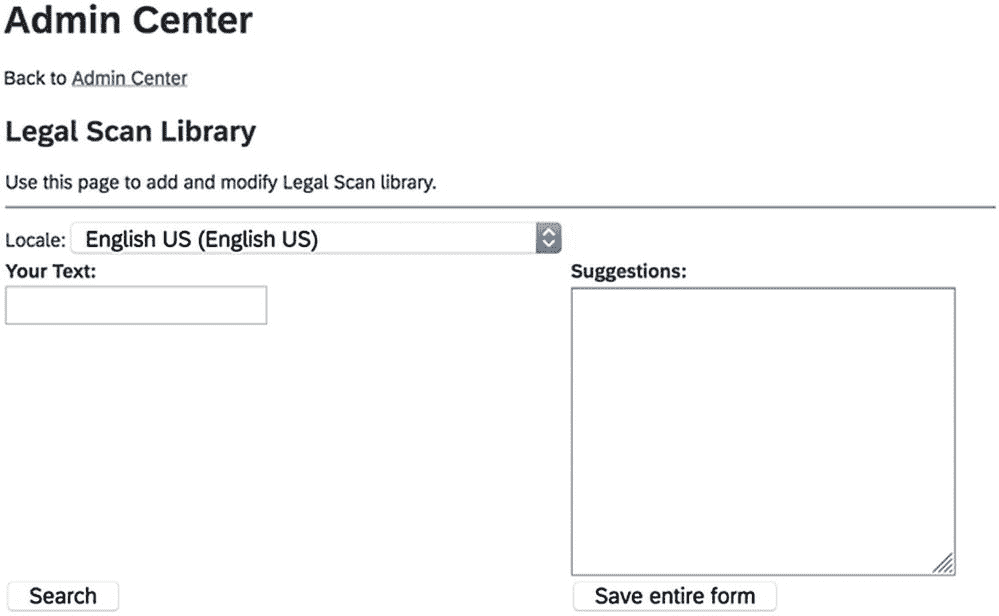 Admin Center
Back to Admin Center
Legal Scan Library
Use this page to add and modify Legal Scan library.
Locale: English US (English US)
Your Text:
Suggestions:
Search
Save entire form